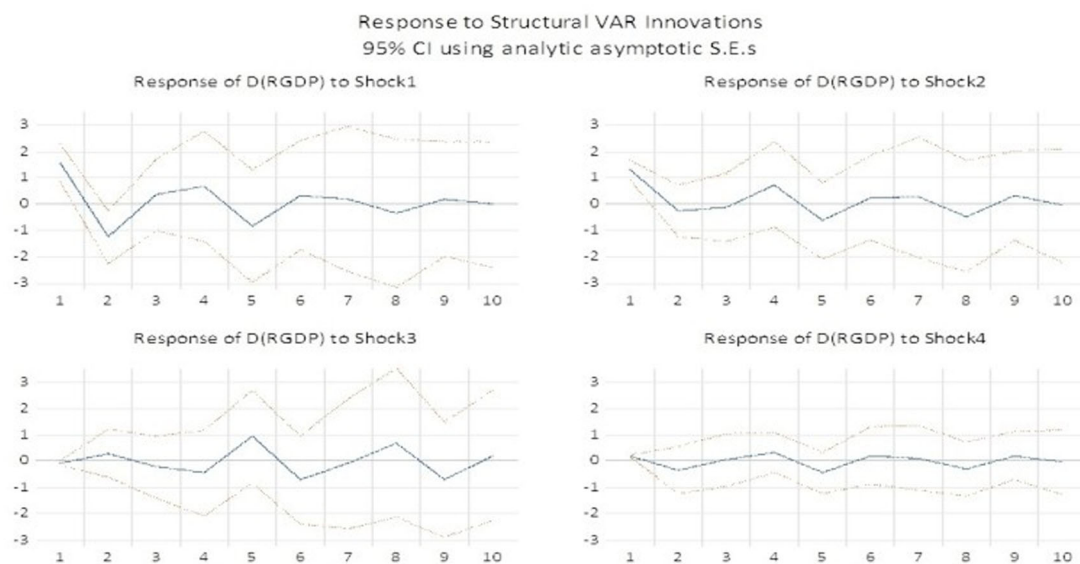 Response to Structural VAR Innovations
95% CI using analytic asymptotic S.E.s
Response of D(RGDP) to Shock1
3
2
1
0
-1
-2
-3
1 2 3 4 5 6 7 8 9 10
Response of D(RGDP) to Shock2
3
2
1
0
-1
-2
-3
1 2 3 4 5 6 7 8 9 10
Response of D(RGDP) to Shock3
3
2
1
0
-1
-2
-3
1 2 3 4 5 6 7 8 9 10
Response of D(RGDP) to Shock4
3
2
1
0
-1
-2
-3
1 2 3 4 5 6 7 8 9 10